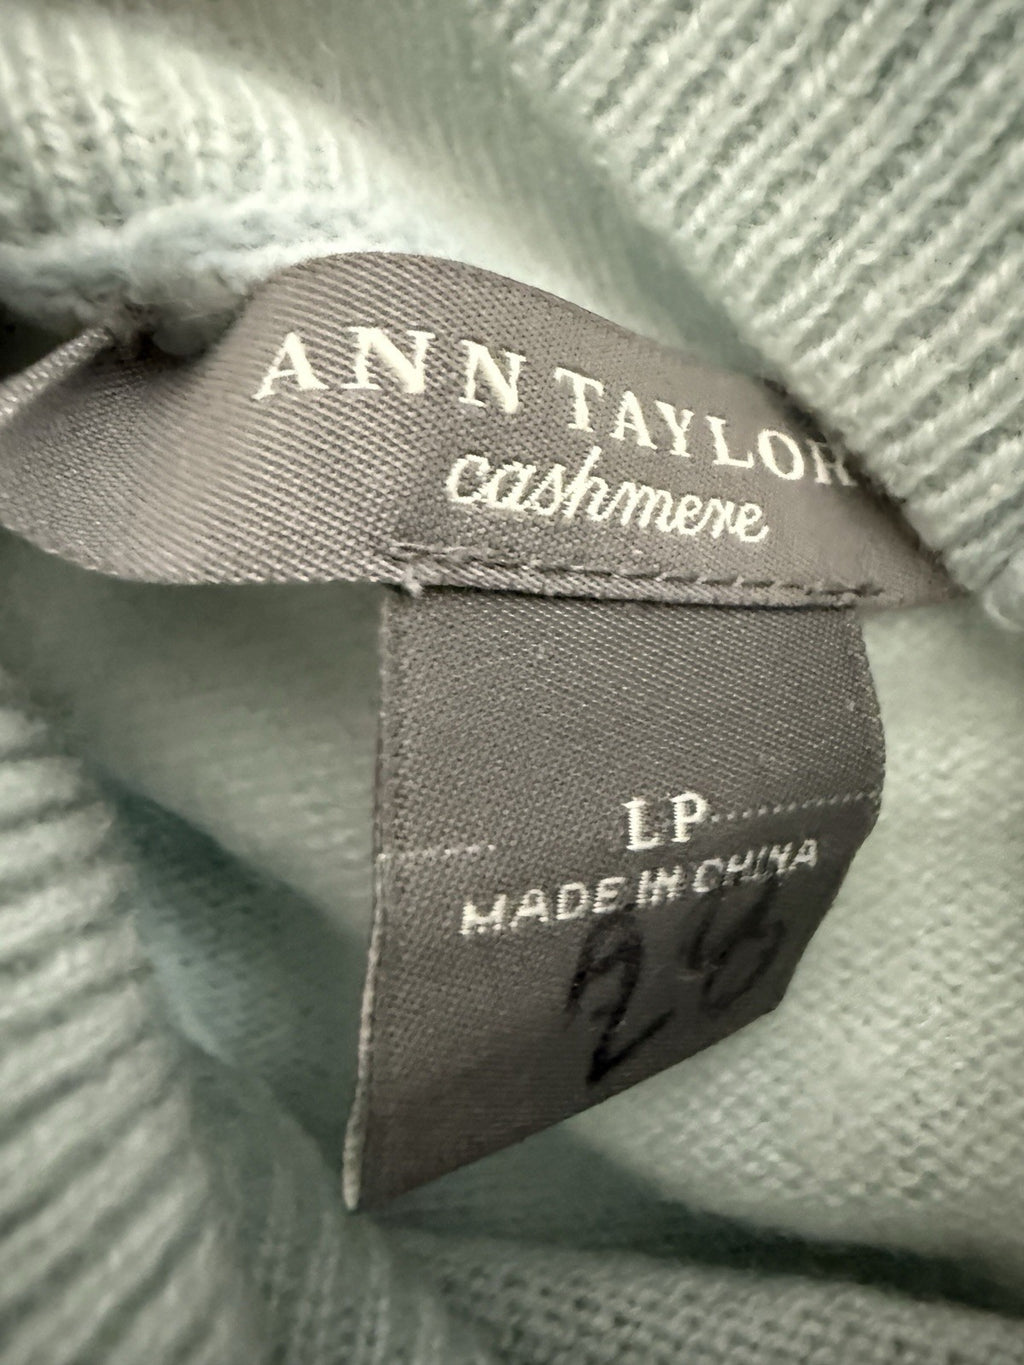 ANN TAYLOR
cashmere
LP
MADE IN CHINA